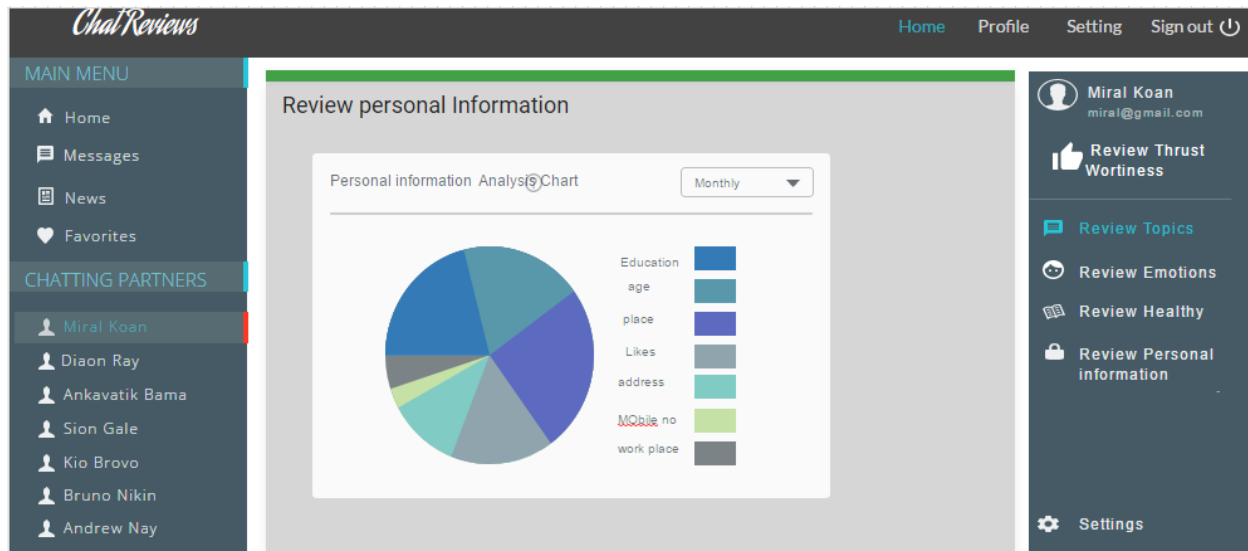 ChatReviews
Home Profile Setting Sign out
MAIN MENU
Home
Messages
News
Favorites
CHATTING PARTNERS
Miral Koan
Diaon Ray
Ankavatik Bama
Sion Gale
Kio Brovo
Bruno Nikin
Andrew Nay
Review personal Information
Personal information Analysis Chart
?
Monthly
Education
age
place
Likes
address
MObile no
work place
Miral Koan
miral@gmail.com
Review Thrust
Wortiness
Review Topics
Review Emotions
Review Healthy
Review Personal
information
Settings